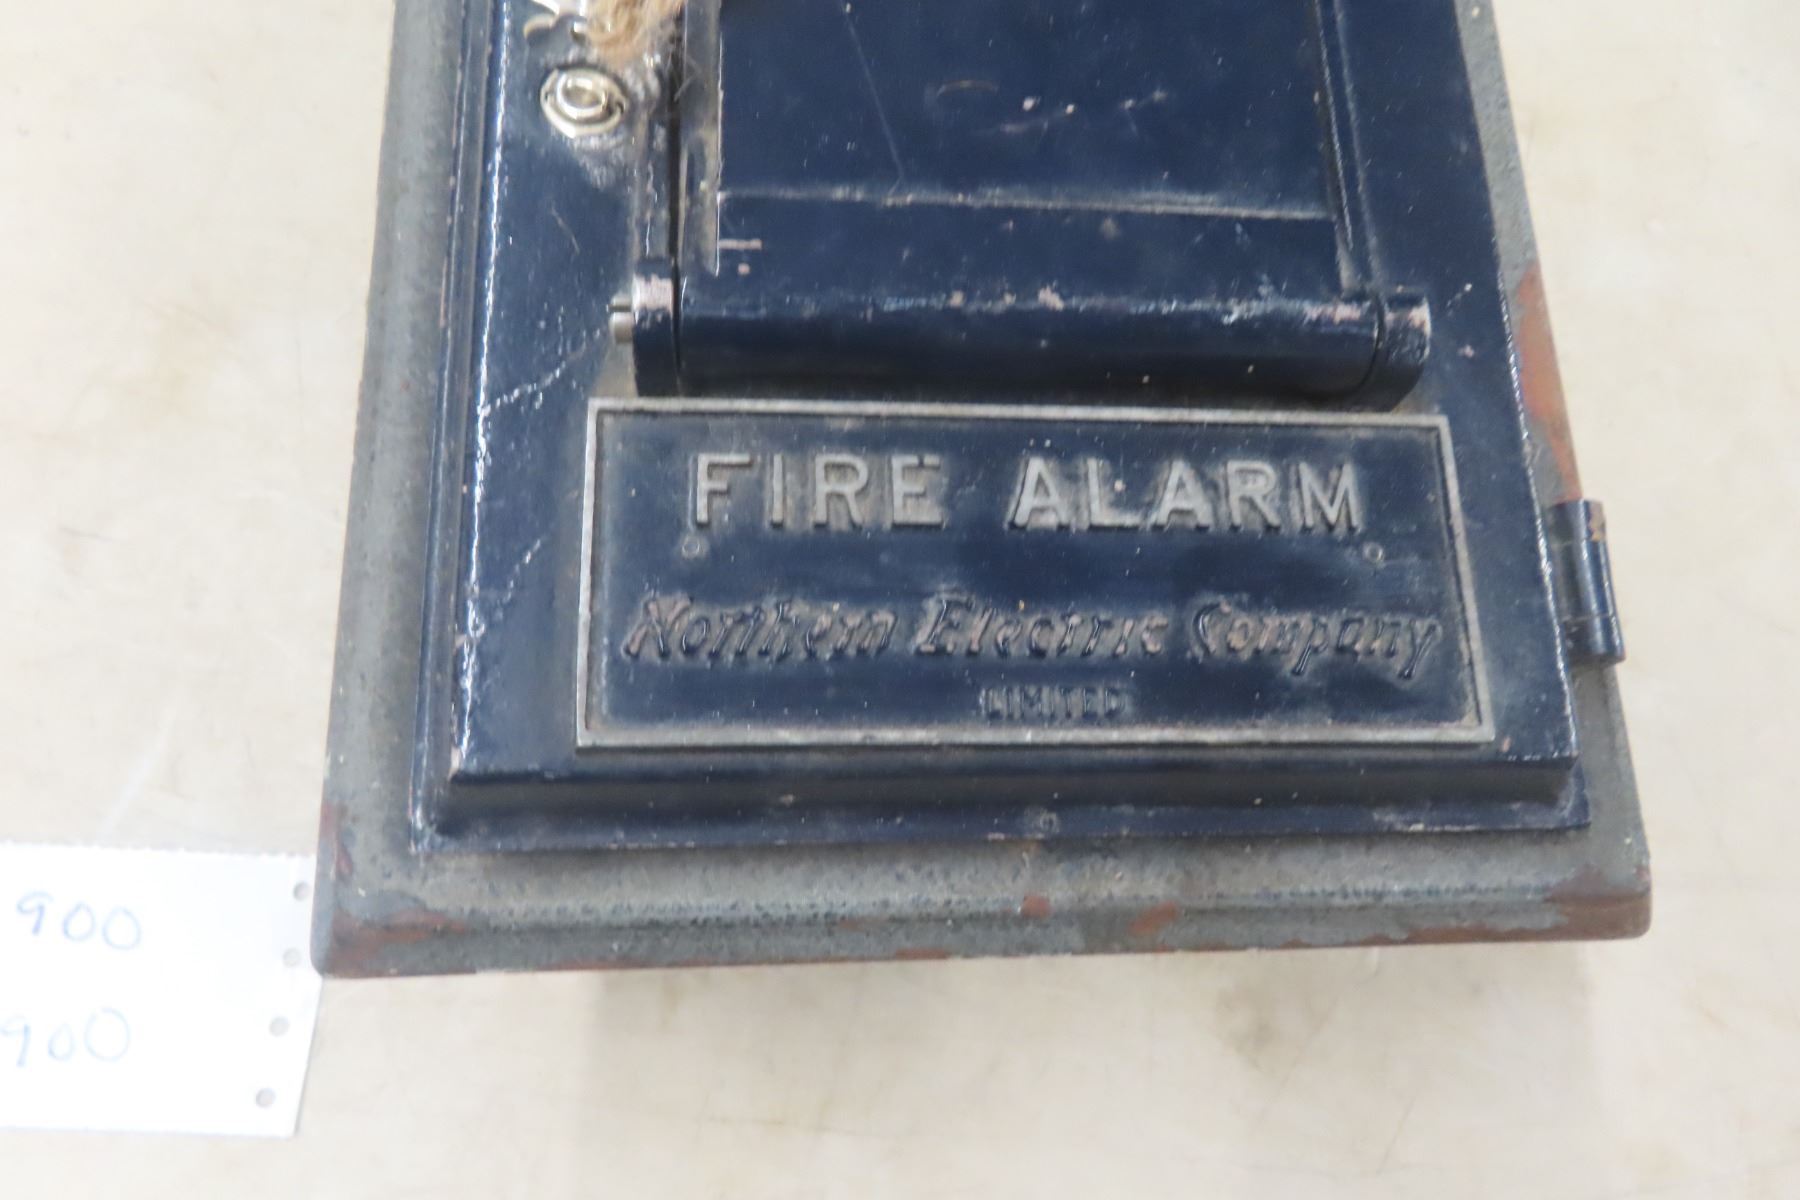 FIRE ALARM
Northern Electric Company
LIMITED
900
900